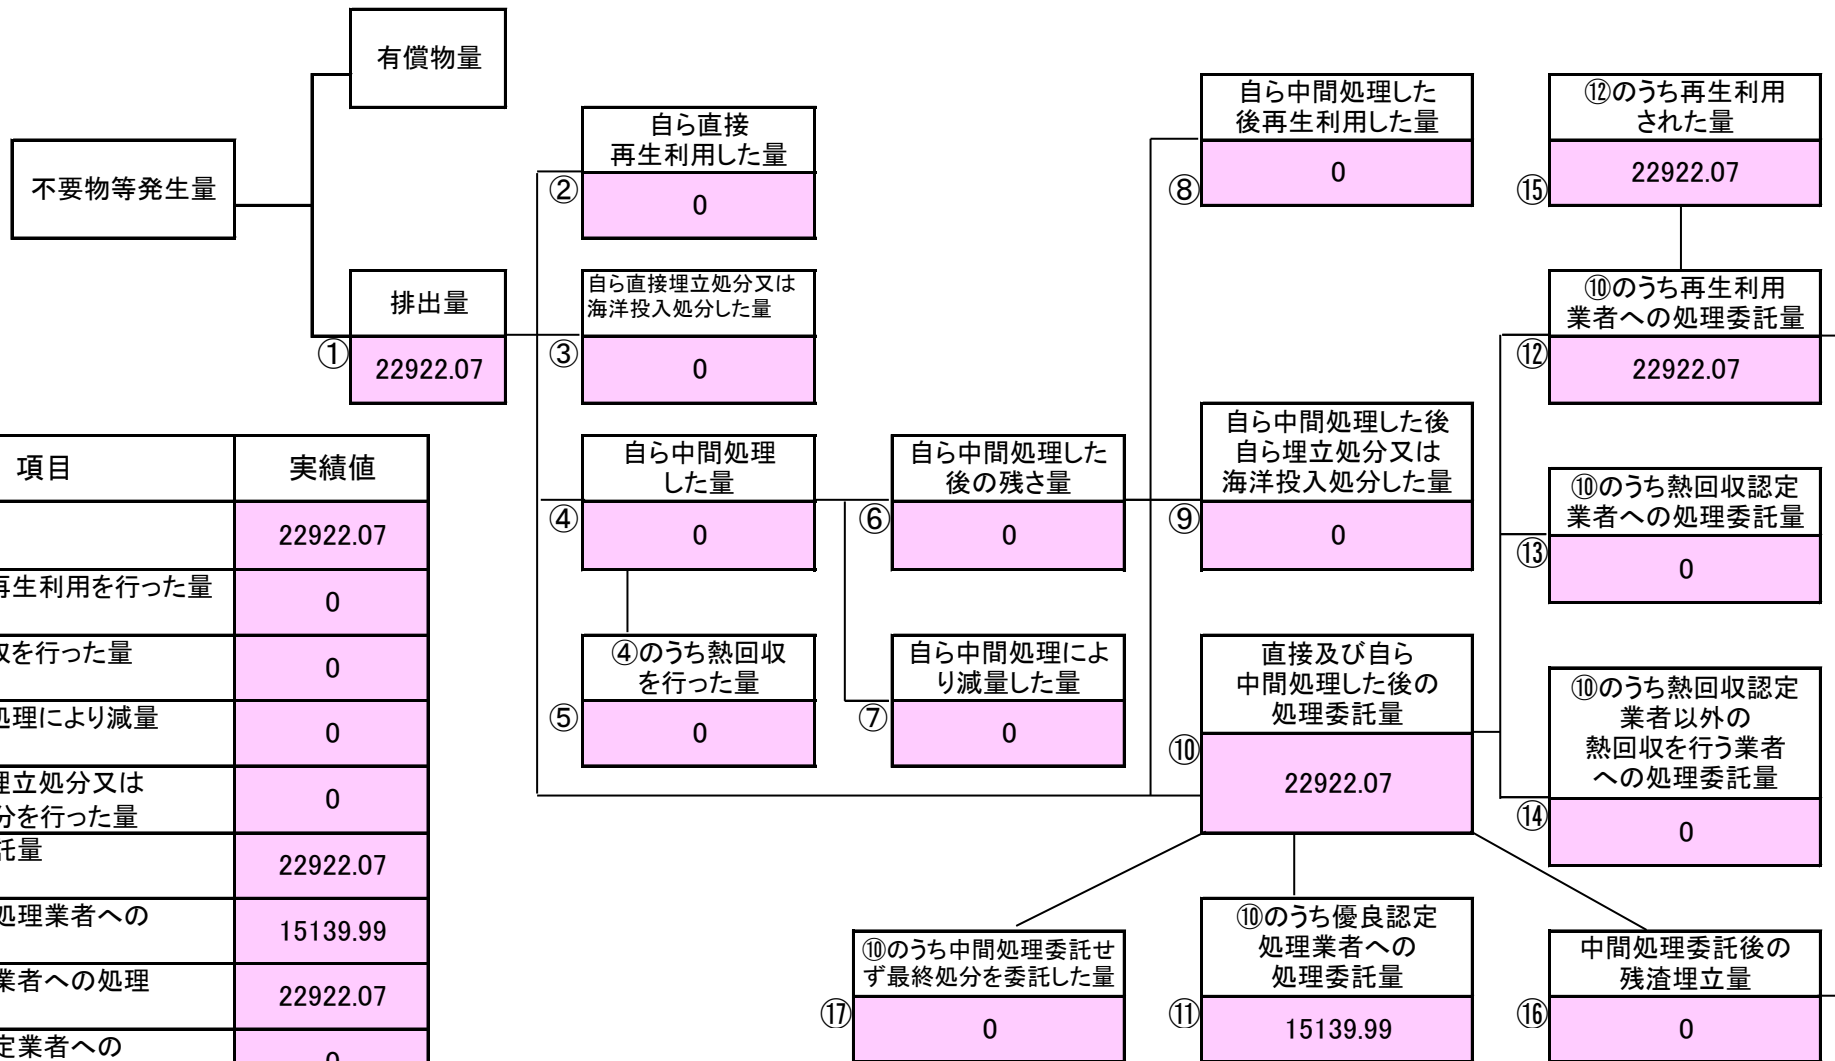 有償物量
不要物等発生量
排出量
①
22922.07
自ら直接
再生利用した量
②
0
自ら直接埋立処分又は
海洋投入処分した量
③
0
自ら中間処理
した量
④
0
④のうち熱回収
を行った量
⑤
0
自ら中間処理した
後の残さ量
⑥
0
自ら中間処理によ
り減量した量
⑦
0
自ら中間処理した
後再生利用した量
⑧
0
自ら中間処理した後
自ら埋立処分又は
海洋投入処分した量
⑨
0
直接及び自ら
中間処理した後の
処理委託量
⑩
22922.07
⑫のうち再生利用
された量
⑮
22922.07
⑩のうち再生利用
業者への処理委託量
⑫
22922.07
⑩のうち熱回収認定
業者への処理委託量
⑬
0
⑩のうち熱回収認定
業者以外の
熱回収を行う業者
への処理委託量
⑭
0
⑩のうち中間処理委託せ
ず最終処分を委託した量
⑰
0
⑩のうち優良認定
処理業者への
処理委託量
⑪
15139.99
中間処理委託後の
残渣埋立量
⑯
0
項目 実績値
22922.07
再生利用を行った量 0
を行った量 0
処理により減量 0
埋立処分又は
を行った量 0
託量 22922.07
処理業者への 15139.99
業者への処理 22922.07
定業者への 0